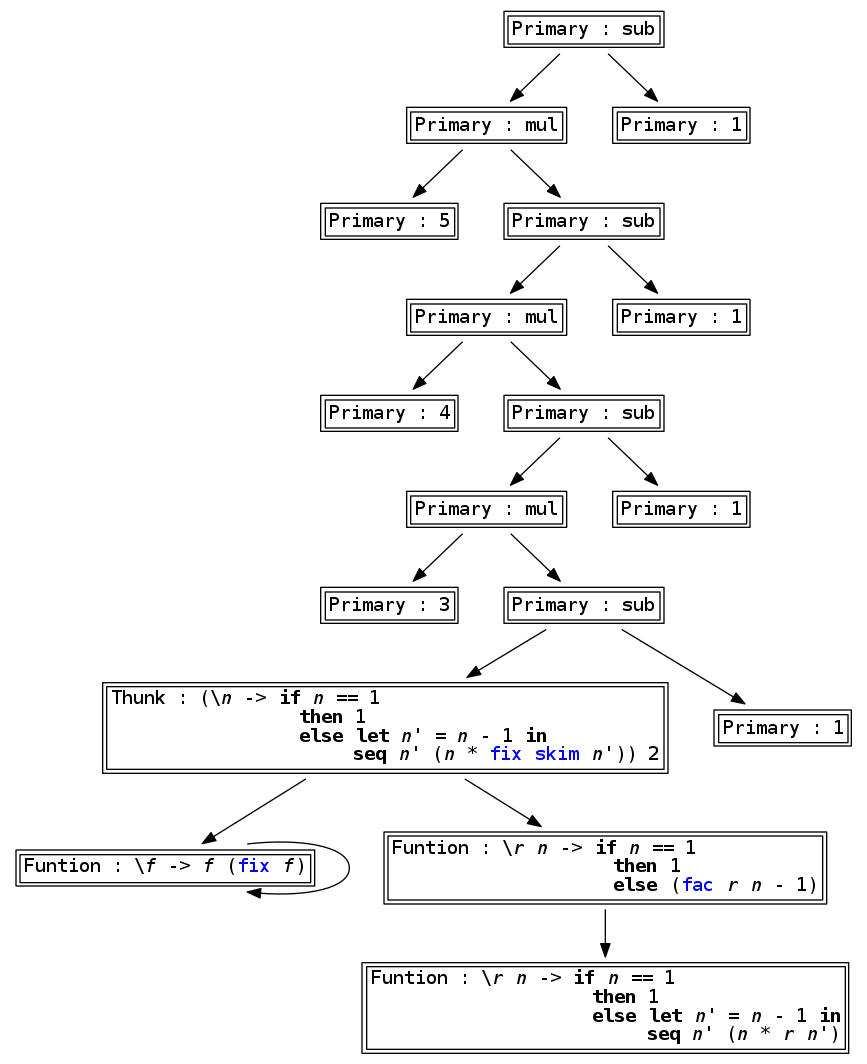 Primary : sub
Primary : mul
Primary : 1
Primary : 5
Primary : sub
Primary : mul
Primary : 1
Primary : 4
Primary : sub
Primary : mul
Primary : 1
Primary : 3
Primary : sub
Thunk : (\n -> if n == 1
then 1
else let n' = n - 1 in
seq n' (n * fix skim n')) 2
Primary : 1
Funtion : \f -> f (fix f)
Funtion : \r n -> if n == 1
then 1
else (fac r n - 1)
Funtion : \r n -> if n == 1
then 1
else let n' = n - 1 in
seq n' (n * r n')